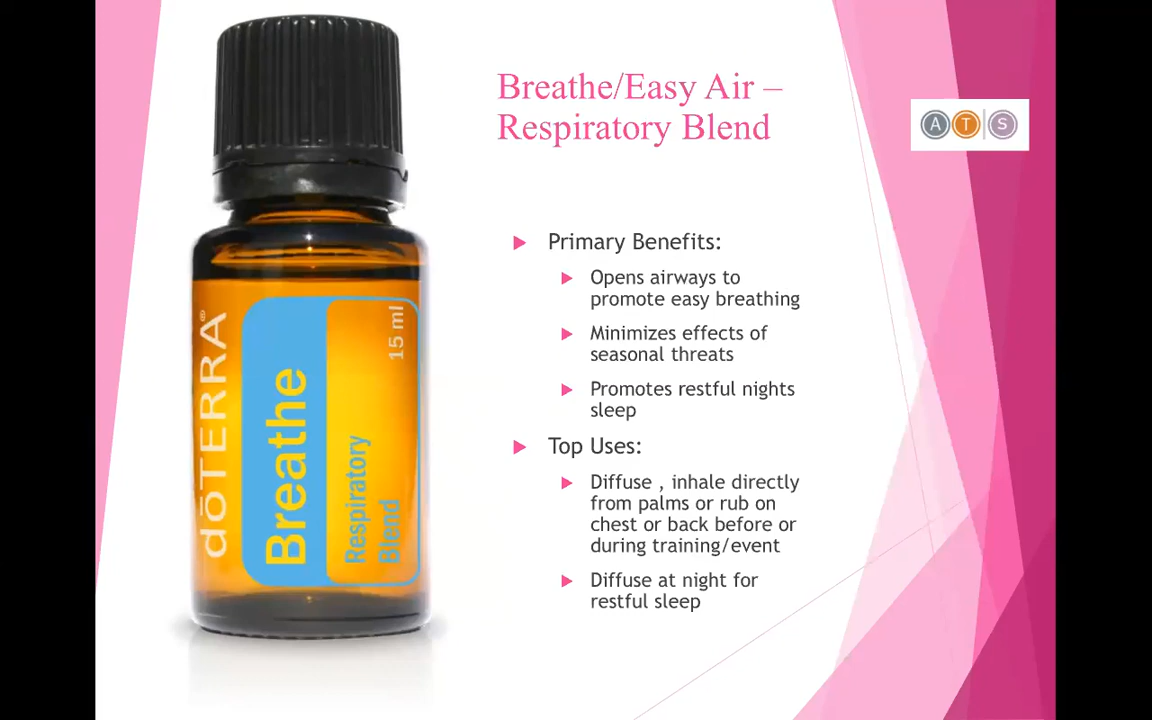 Breathe/Easy Air –
Respiratory Blend
A T S
Primary Benefits:
Opens airways to
promote easy breathing
Minimizes effects of
seasonal threats
Promotes restful nights
sleep
Top Uses:
Diffuse , inhale directly
from palms or rub on
chest or back before or
during training/event
Diffuse at night for
restful sleep
dōTERRA®
Breathe
Respiratory
Blend
15 ml